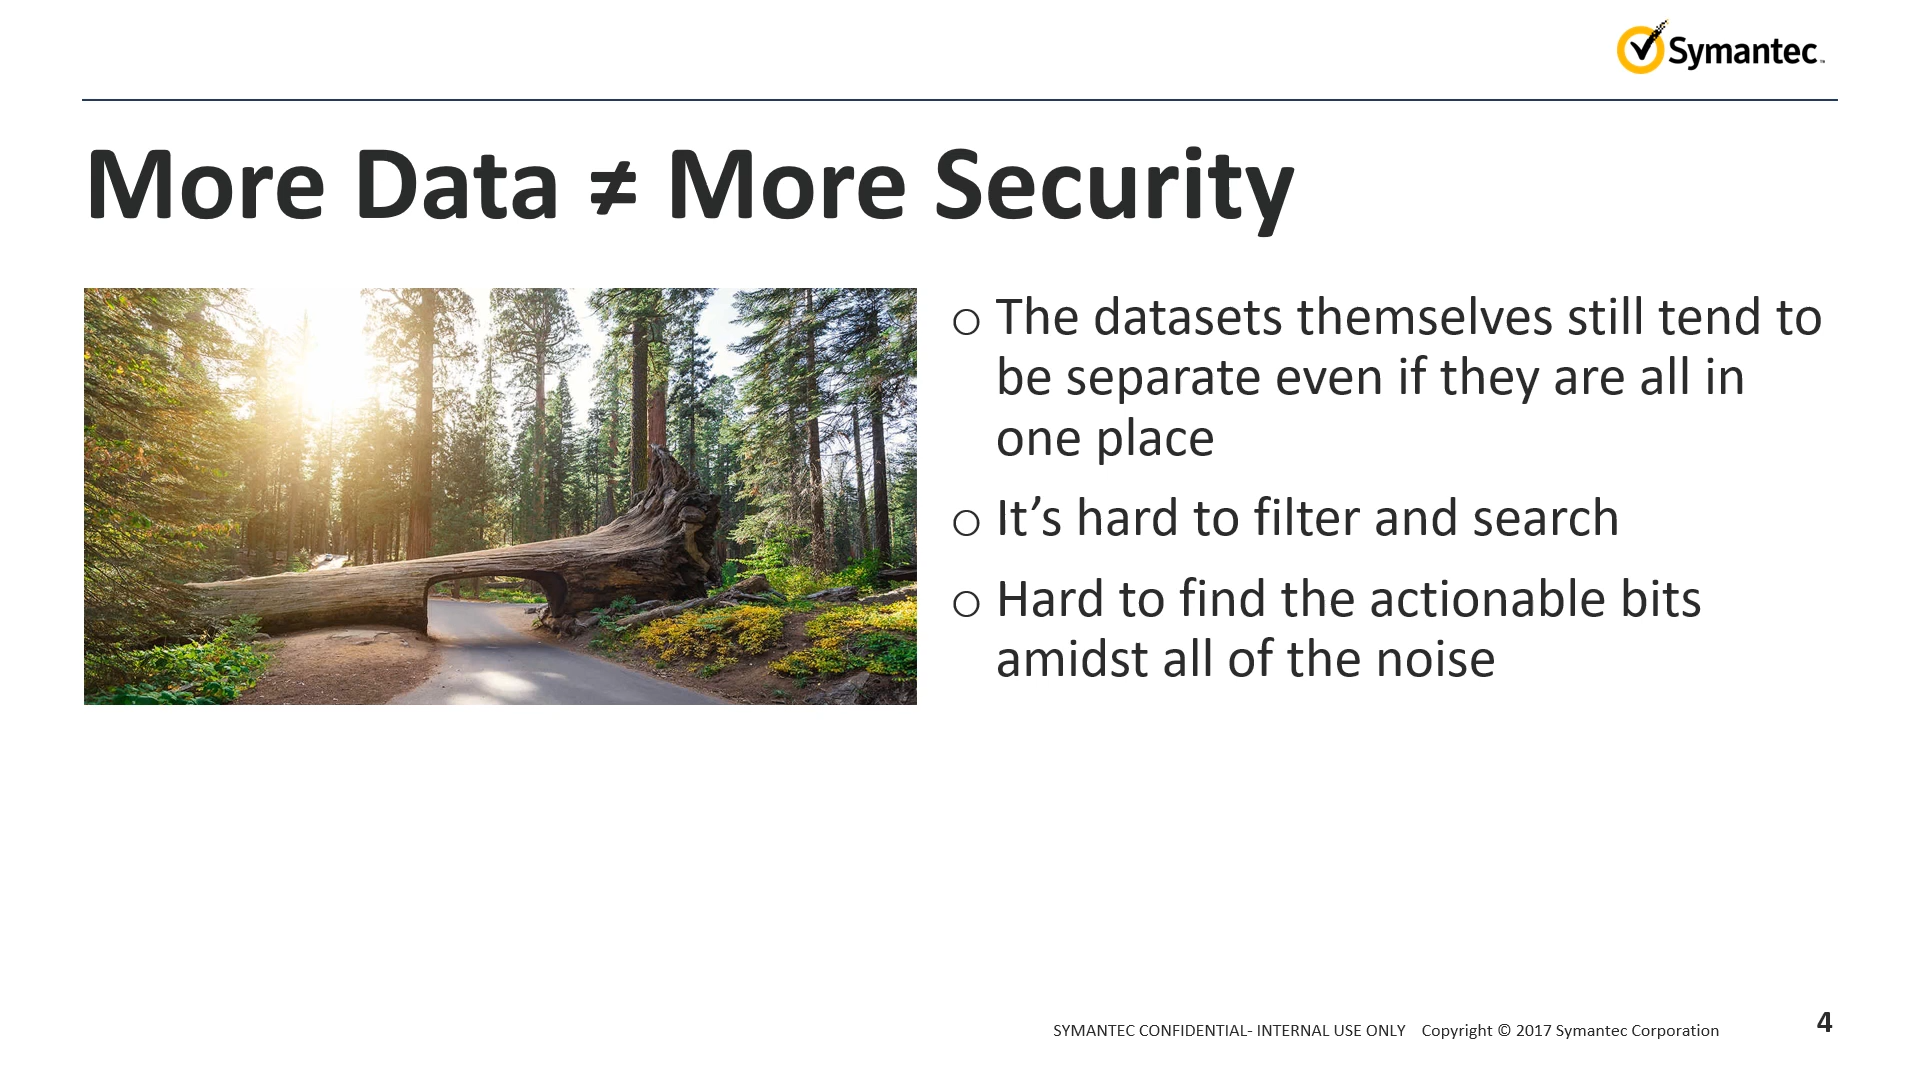 Symantec™
More Data ≠ More Security
○ The datasets themselves still tend to
be separate even if they are all in
one place
○ It’s hard to filter and search
○ Hard to find the actionable bits
amidst all of the noise
SYMANTEC CONFIDENTIAL- INTERNAL USE ONLY Copyright © 2017 Symantec Corporation 4